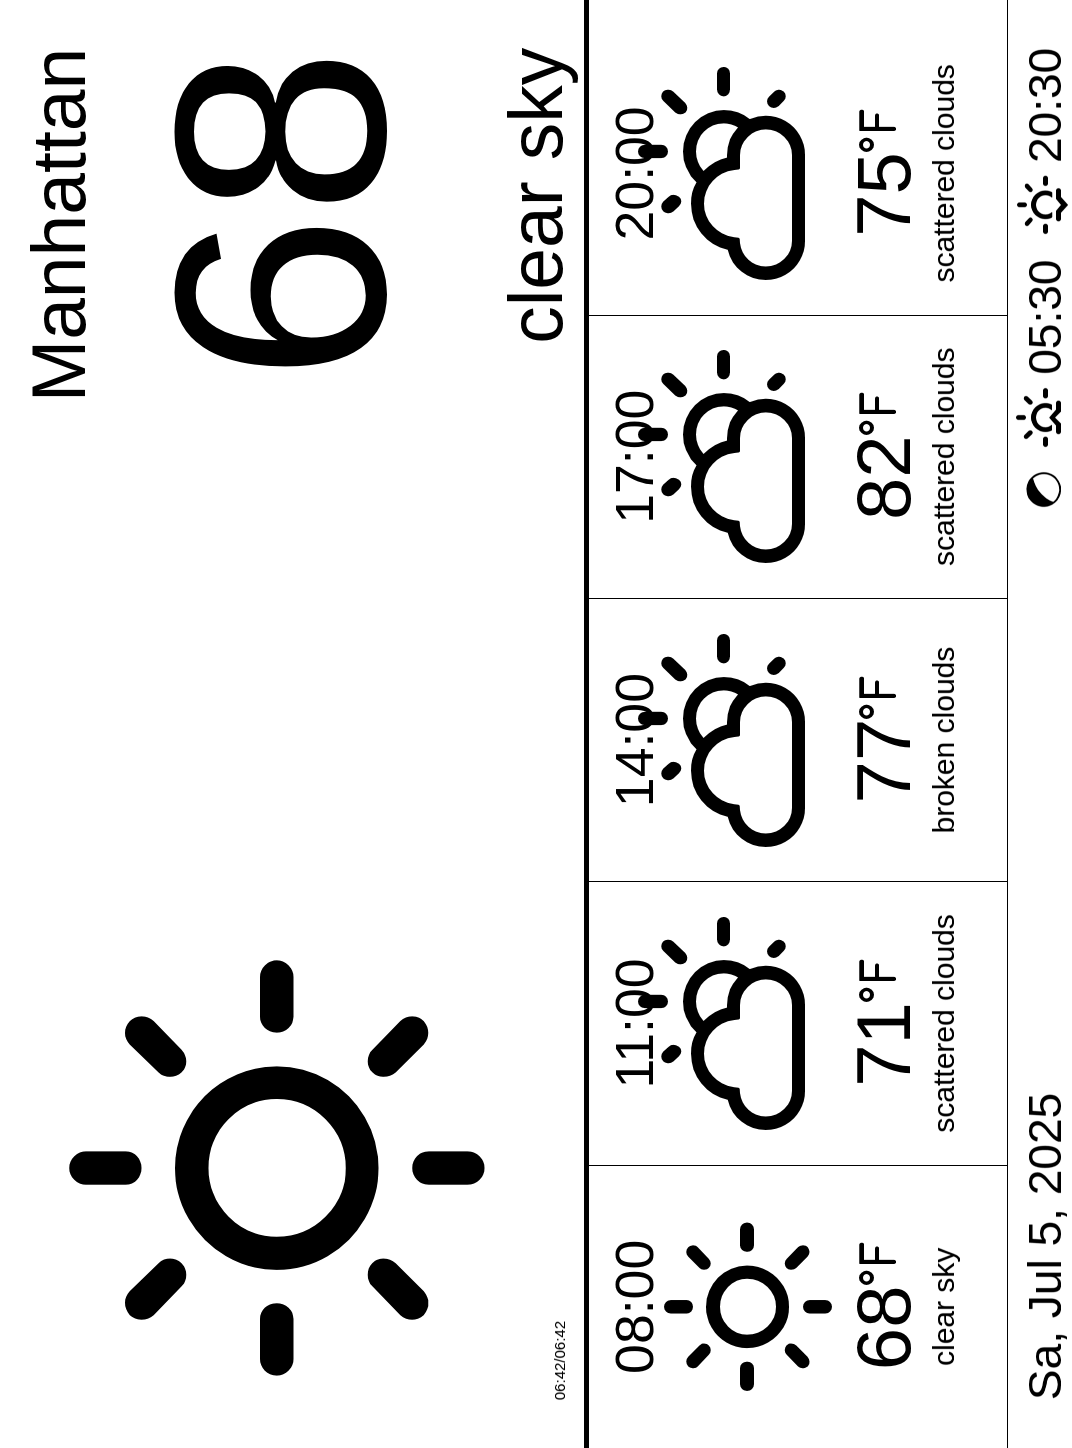 Manhattan
68
clear sky
06:42/06:42
08:00
68°F
clear sky
11:00
71°F
scattered clouds
14:00
77°F
broken clouds
17:00
82°F
scattered clouds
20:00
75°F
scattered clouds
Sa, Jul 5, 2025 05:30 20:30